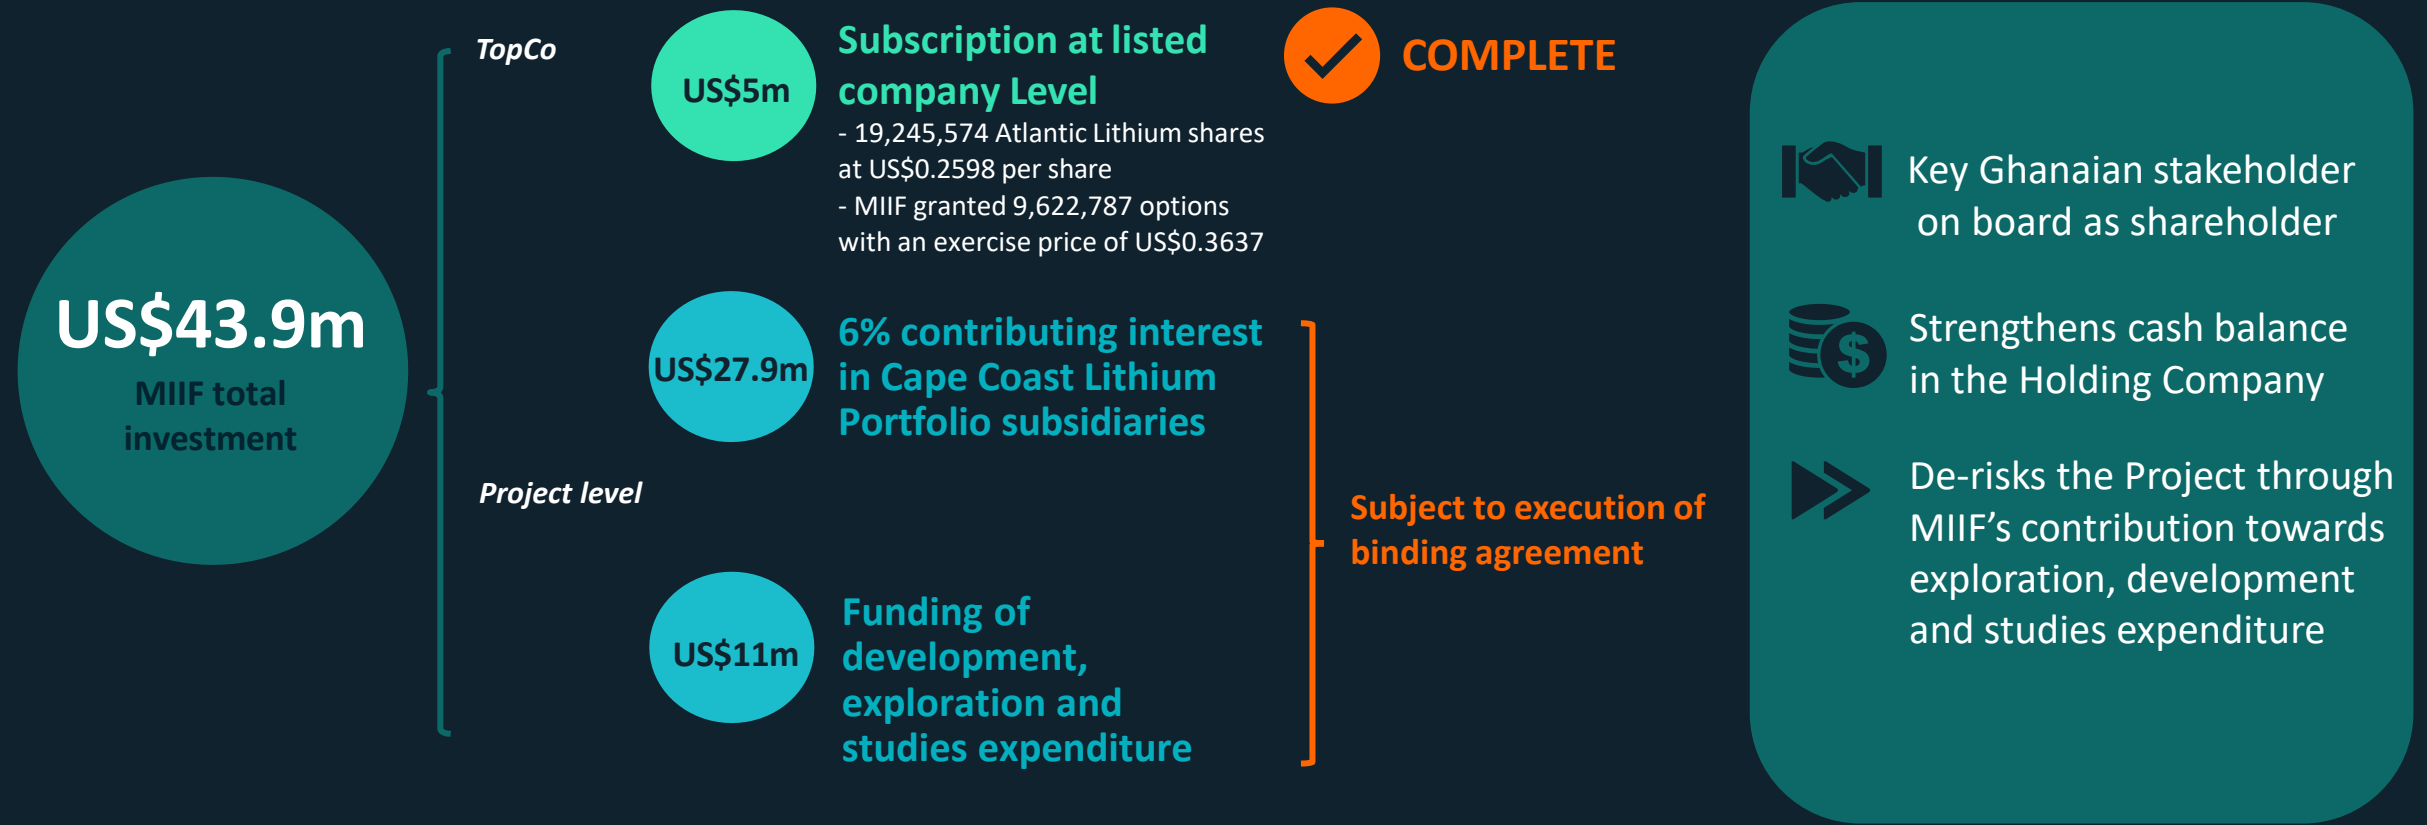 US$43.9m
MIIF total
investment
TopCo
US$5m
Subscription at listed
company Level
- 19,245,574 Atlantic Lithium shares
at US$0.2598 per share
- MIIF granted 9,622,787 options
with an exercise price of US$0.3637
COMPLETE
Project level
US$27.9m
6% contributing interest
in Cape Coast Lithium
Portfolio subsidiaries
US$11m
Funding of
development,
exploration and
studies expenditure
Subject to execution of
binding agreement
Key Ghanaian stakeholder
on board as shareholder
$
Strengthens cash balance
in the Holding Company
De-risks the Project through
MIIF’s contribution towards
exploration, development
and studies expenditure